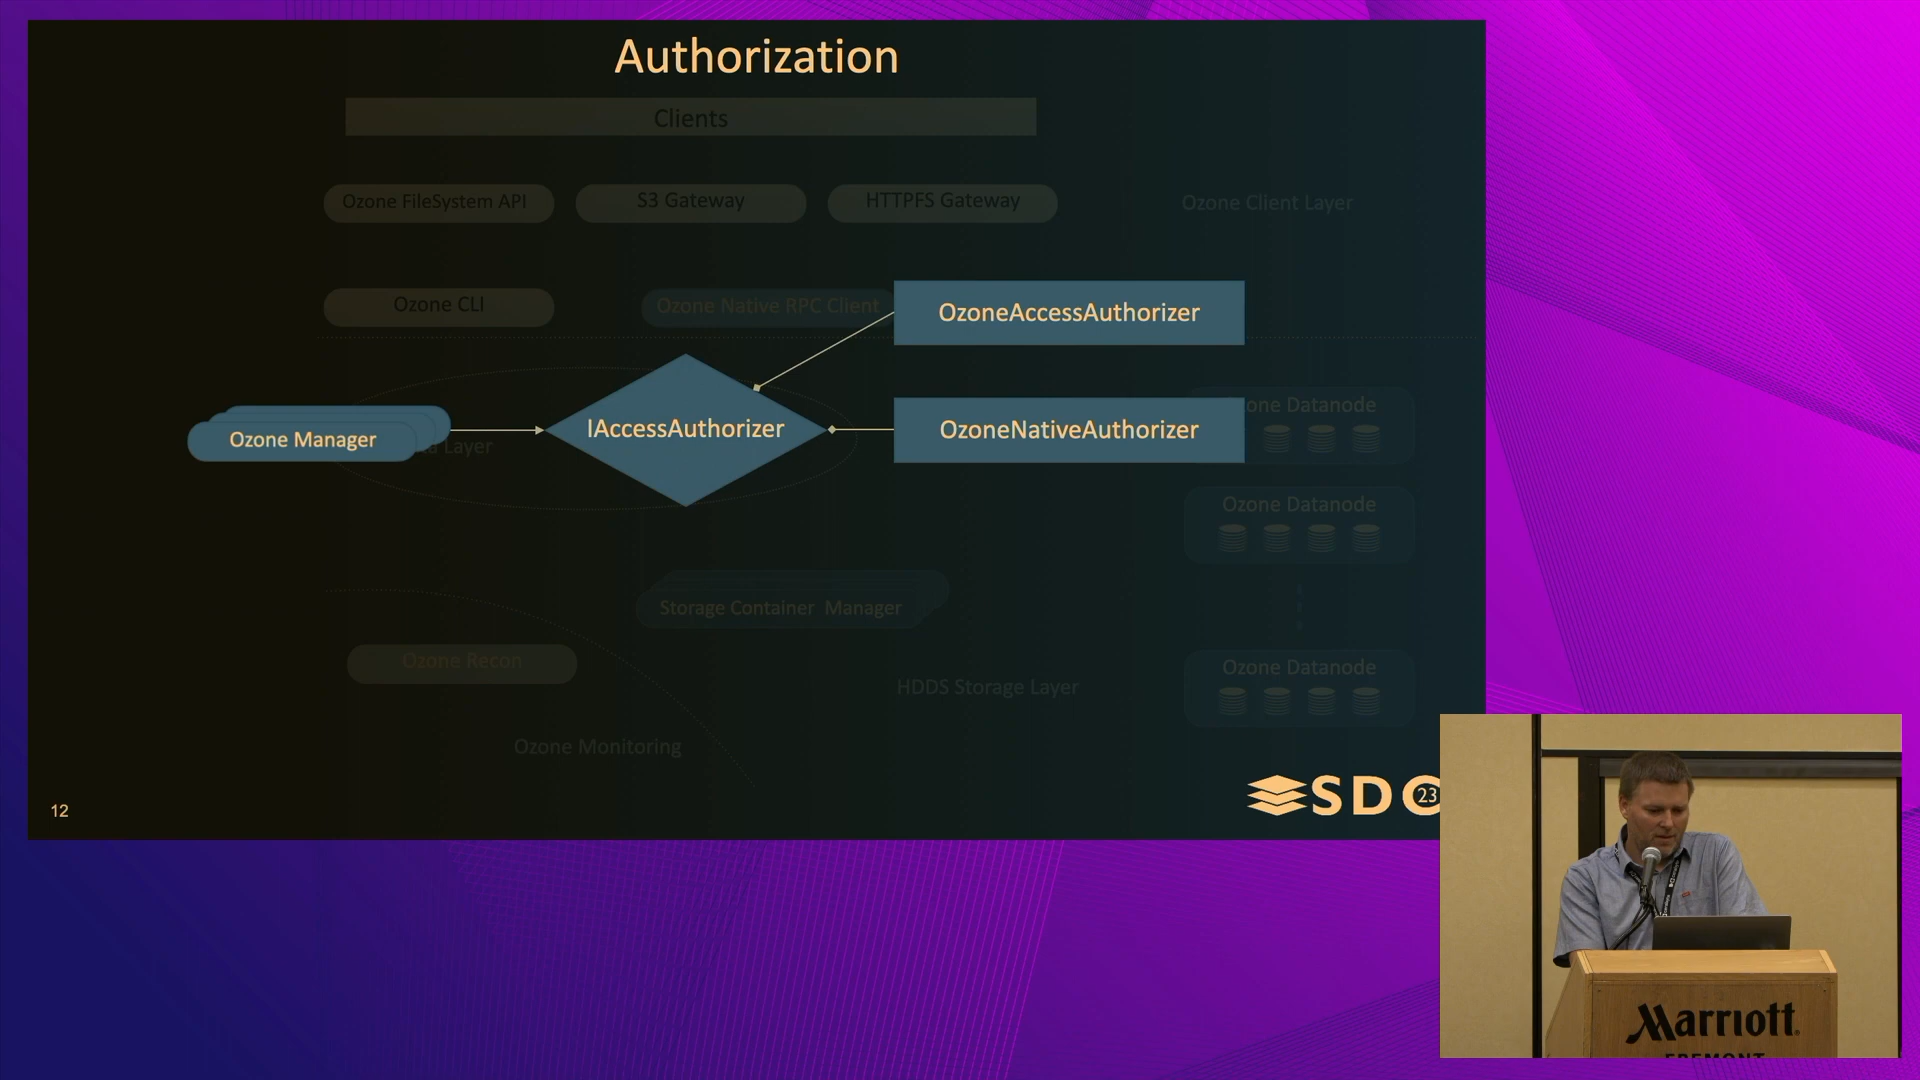 Authorization
Clients
Ozone FileSystem API
S3 Gateway
HTTPFS Gateway
Ozone Client Layer
Ozone CLI
Ozone Native RPC Client
OzoneAccessAuthorizer
IAccessAuthorizer
OzoneNativeAuthorizer
Ozone Manager
Layer
one Datanode
Ozone Datanode
Storage Container Manager
Ozone Recon
HDDS Storage Layer
Ozone Datanode
Ozone Monitoring
12
SDC
23
Marriott
FREMONT